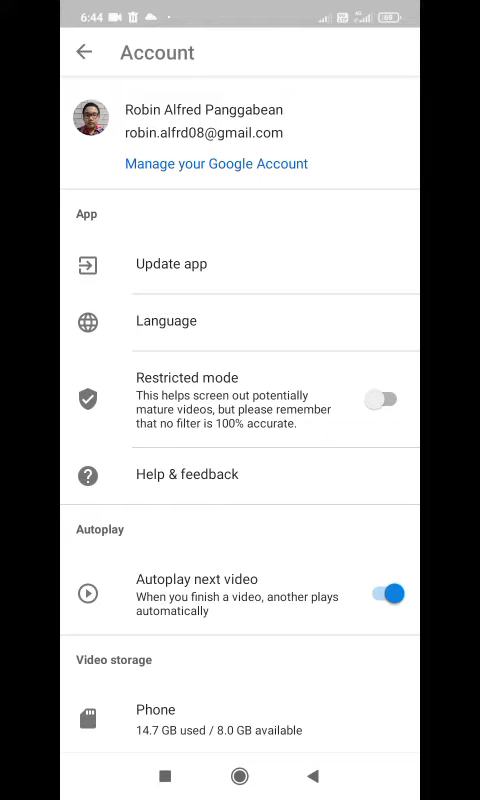 6:44
69
Account
Robin Alfred Panggabean
robin.alfrd08@gmail.com
Manage your Google Account
App
Update app
Language
Restricted mode
This helps screen out potentially
mature videos, but please remember
that no filter is 100% accurate.
Help & feedback
Autoplay
Autoplay next video
When you finish a video, another plays
automatically
Video storage
Phone
14.7 GB used / 8.0 GB available